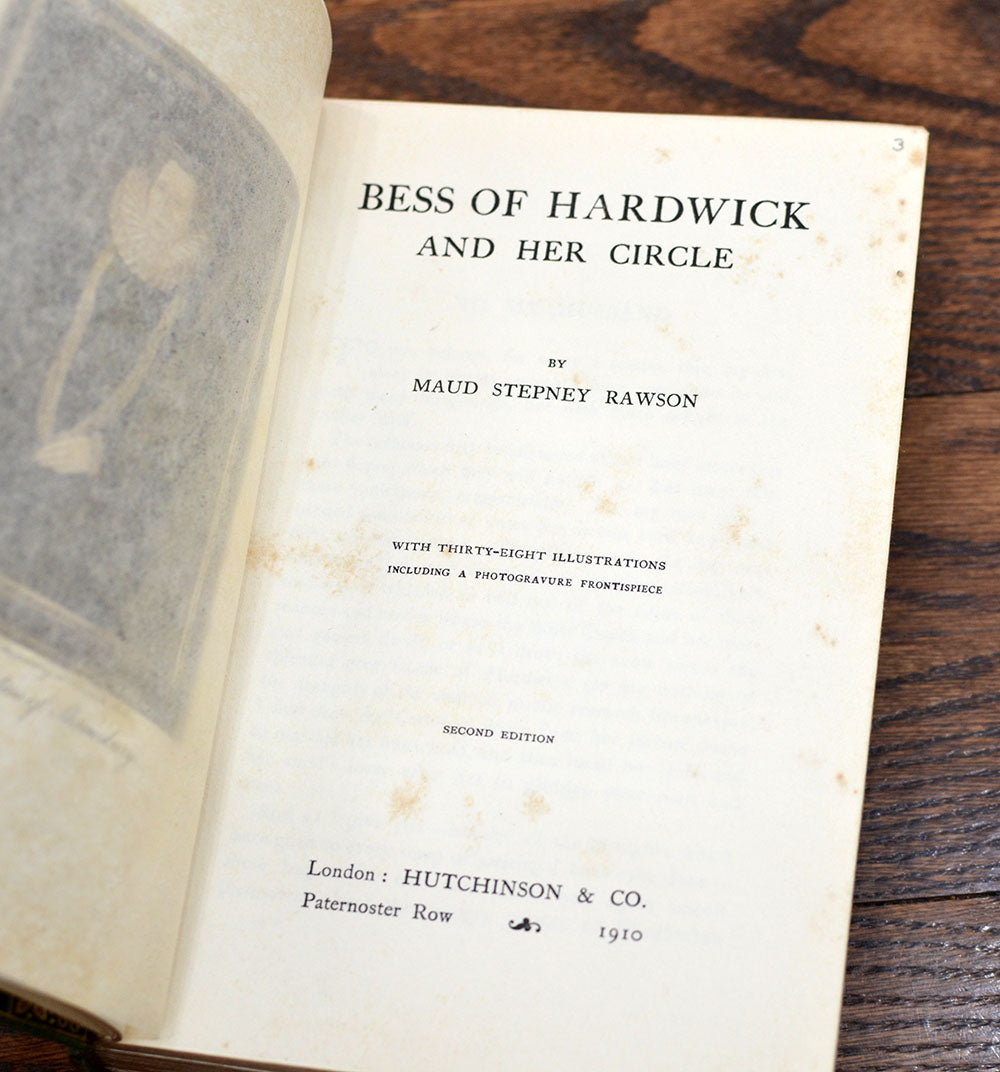 3
BESS OF HARDWICK
AND HER CIRCLE
BY
MAUD STEPNEY RAWSON
WITH THIRTY-EIGHT ILLUSTRATIONS
INCLUDING A PHOTOGRAVURE FRONTISPIECE
SECOND EDITION
London: HUTCHINSON & CO.
Paternoster Row 1910